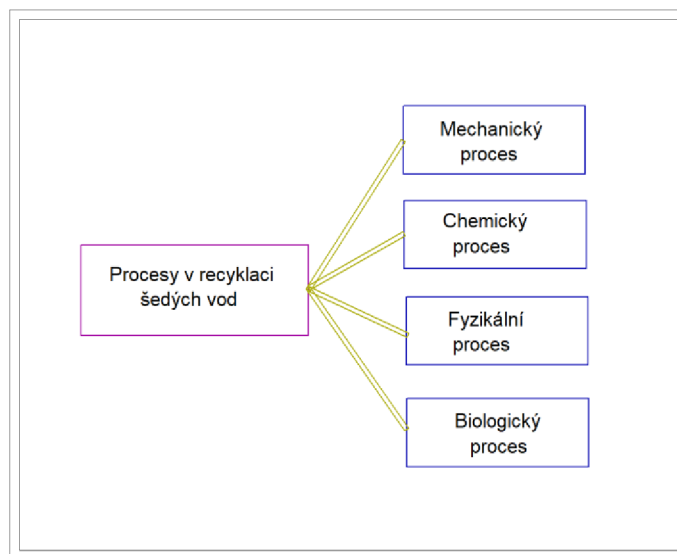 Procesy v recyklaci
šedých vod
Mechanický
proces
Chemický
proces
Fyzikální
proces
Biologický
proces